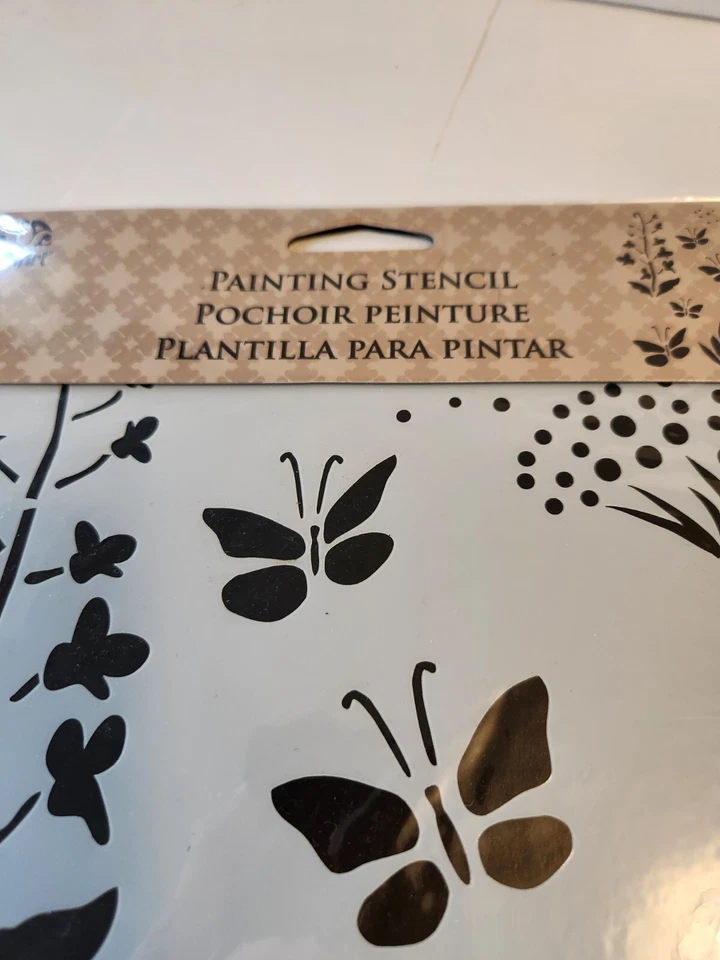 Painting Stencil
Pochoir peinture
Plantilla para pintar